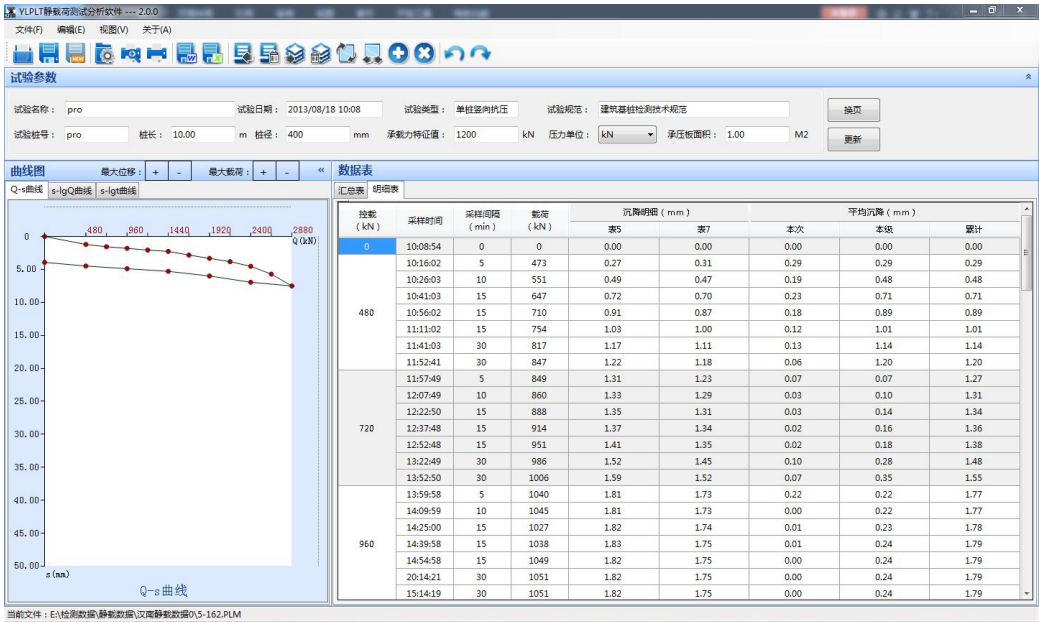 YLPLT静载荷测试分析软件 --- 2.0.0
文件(F) 编辑(E) 视图(V) 关于(A)
试验参数
试验名称： pro 试验日期： 2013/08/18 10:08 试验类型： 单桩竖向抗压 试验规范： 建筑基桩检测技术规范 换页
试验桩号： pro 桩长： 10.00 m 桩径： 400 mm 承载力特征值： 1200 kN 压力单位： kN 承压板面积： 1.00 M2 更新
曲线图 最大位移： + - 最大载荷： + - «
Q-s曲线 s-lgQ曲线 s-lgt曲线
480 960 1440 1920 2400 2880
Q(kN)
0
5.00
10.00
15.00
20.00
25.00
30.00
35.00
40.00
45.00
50.00
s(mm)
Q-s曲线
数据表
汇总表 明细表
控载（kN） 采样时间 采样间隔（min） 载荷（kN） 沉降明细（mm） 平均沉降（mm）
表5 表7 本次 本级 累计
0 10:08:54 0 0 0.00 0.00 0.00 0.00 0.00
480
10:16:02 5 473 0.27 0.31 0.29 0.29 0.29
10:26:03 10 551 0.49 0.47 0.19 0.48 0.48
10:41:03 15 647 0.72 0.70 0.23 0.71 0.71
10:56:02 15 710 0.91 0.87 0.18 0.89 0.89
11:11:02 15 754 1.03 1.00 0.12 1.01 1.01
11:41:03 30 817 1.17 1.11 0.13 1.14 1.14
11:52:41 30 847 1.22 1.18 0.06 1.20 1.20
720
11:57:49 5 849 1.31 1.23 0.07 0.07 1.27
12:07:49 10 860 1.33 1.29 0.03 0.10 1.31
12:22:50 15 888 1.35 1.31 0.03 0.14 1.34
12:37:48 15 914 1.37 1.34 0.02 0.16 1.36
12:52:48 15 951 1.41 1.35 0.02 0.18 1.38
13:22:49 30 986 1.52 1.45 0.10 0.28 1.48
13:52:50 30 1006 1.59 1.52 0.07 0.35 1.55
960
13:59:58 5 1040 1.81 1.73 0.22 0.22 1.77
14:09:59 10 1045 1.81 1.73 0.00 0.22 1.77
14:25:00 15 1027 1.82 1.74 0.01 0.23 1.78
14:39:58 15 1038 1.83 1.75 0.01 0.24 1.79
14:54:58 15 1049 1.82 1.75 0.00 0.24 1.79
20:14:21 30 1051 1.82 1.75 0.00 0.24 1.79
15:14:19 30 1051 1.82 1.75 0.00 0.24 1.79
当前文件：E:\检测数据\静载数据\汉南静载数据0\5-162.PLM